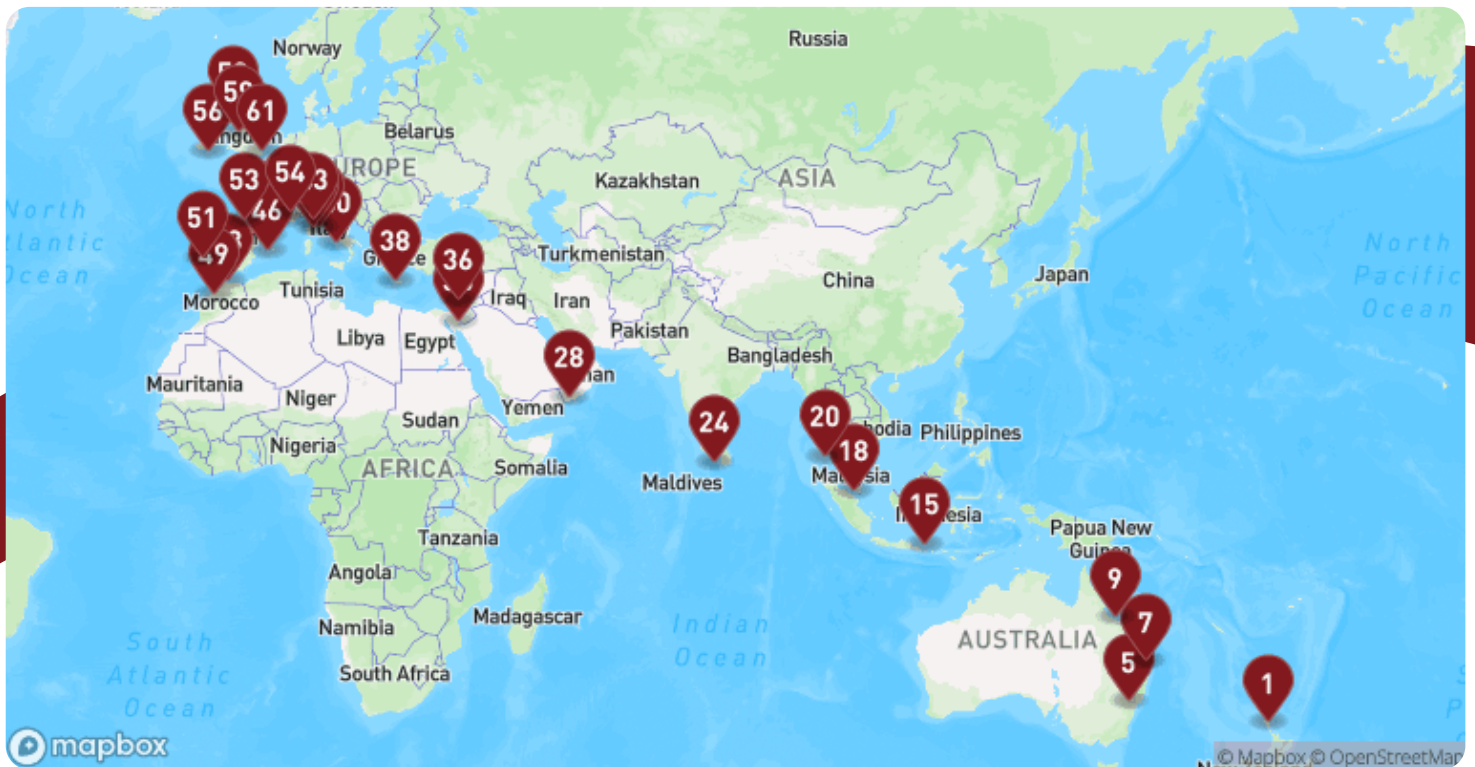 Norway
Russia
59
56
61
Belarus
53
54
EUROPE
Kazakhstan
ASIA
51
46
North
Atlantic
Ocean
38
36
Turkmenistan
China
Japan
North
Pacific
Ocean
49
Morocco
Tunisia
Iraq
Iran
Pakistan
Libya
Egypt
28
Bangladesh
Mauritania
Niger
Yemen
Sudan
24
20
Philippines
Nigeria
AFRICA
Somalia
Maldives
18
15
Papua New
Guinea
Tanzania
Angola
9
Madagascar
Namibia
7
Indian
Ocean
AUSTRALIA
5
South
Atlantic
Ocean
South Africa
1
mapbox
© Mapbox © OpenStreetMap